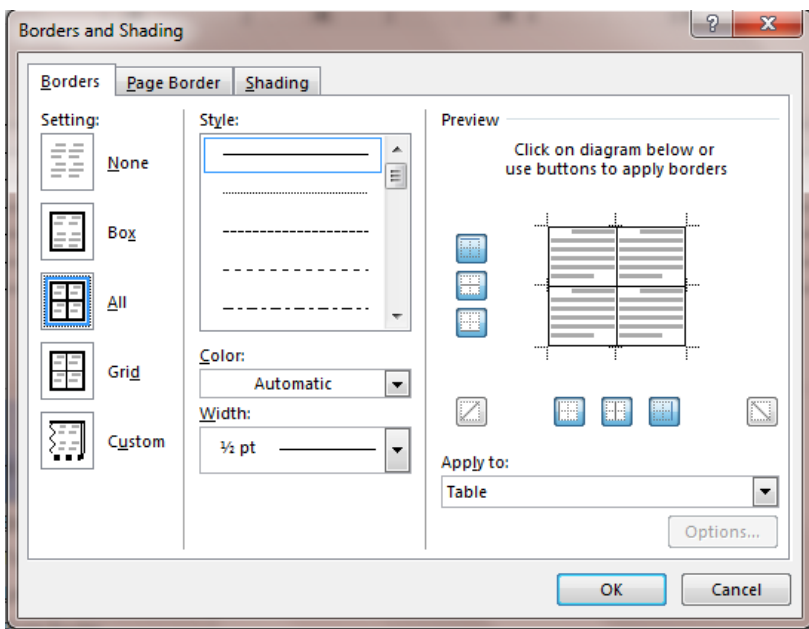 Borders and Shading
Borders
Page Border
Shading
Setting:
None
Box
All
Grid
Custom
Style:
Color:
Automatic
Width:
½ pt
Preview
Click on diagram below or
use buttons to apply borders
Apply to:
Table
Options...
OK
Cancel